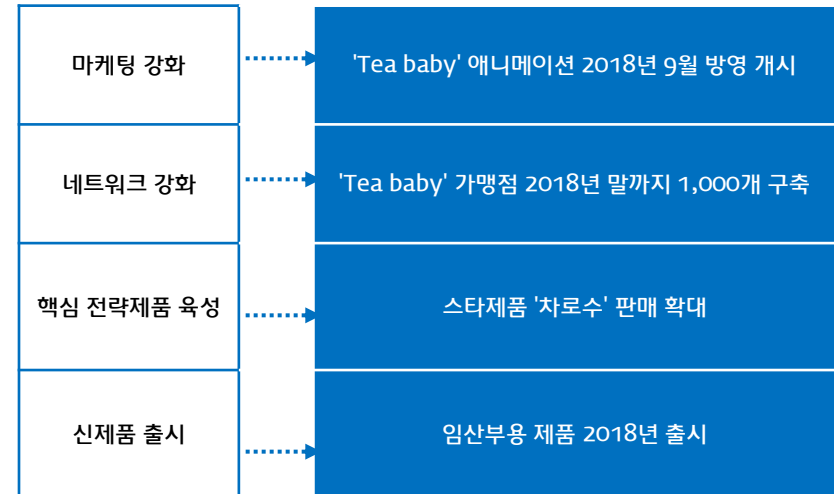 마케팅 강화
'Tea baby' 애니메이션 2018년 9월 방영 개시
네트워크 강화
'Tea baby' 가맹점 2018년 말까지 1,000개 구축
핵심 전략제품 육성
스타제품 '차로수' 판매 확대
신제품 출시
임산부용 제품 2018년 출시